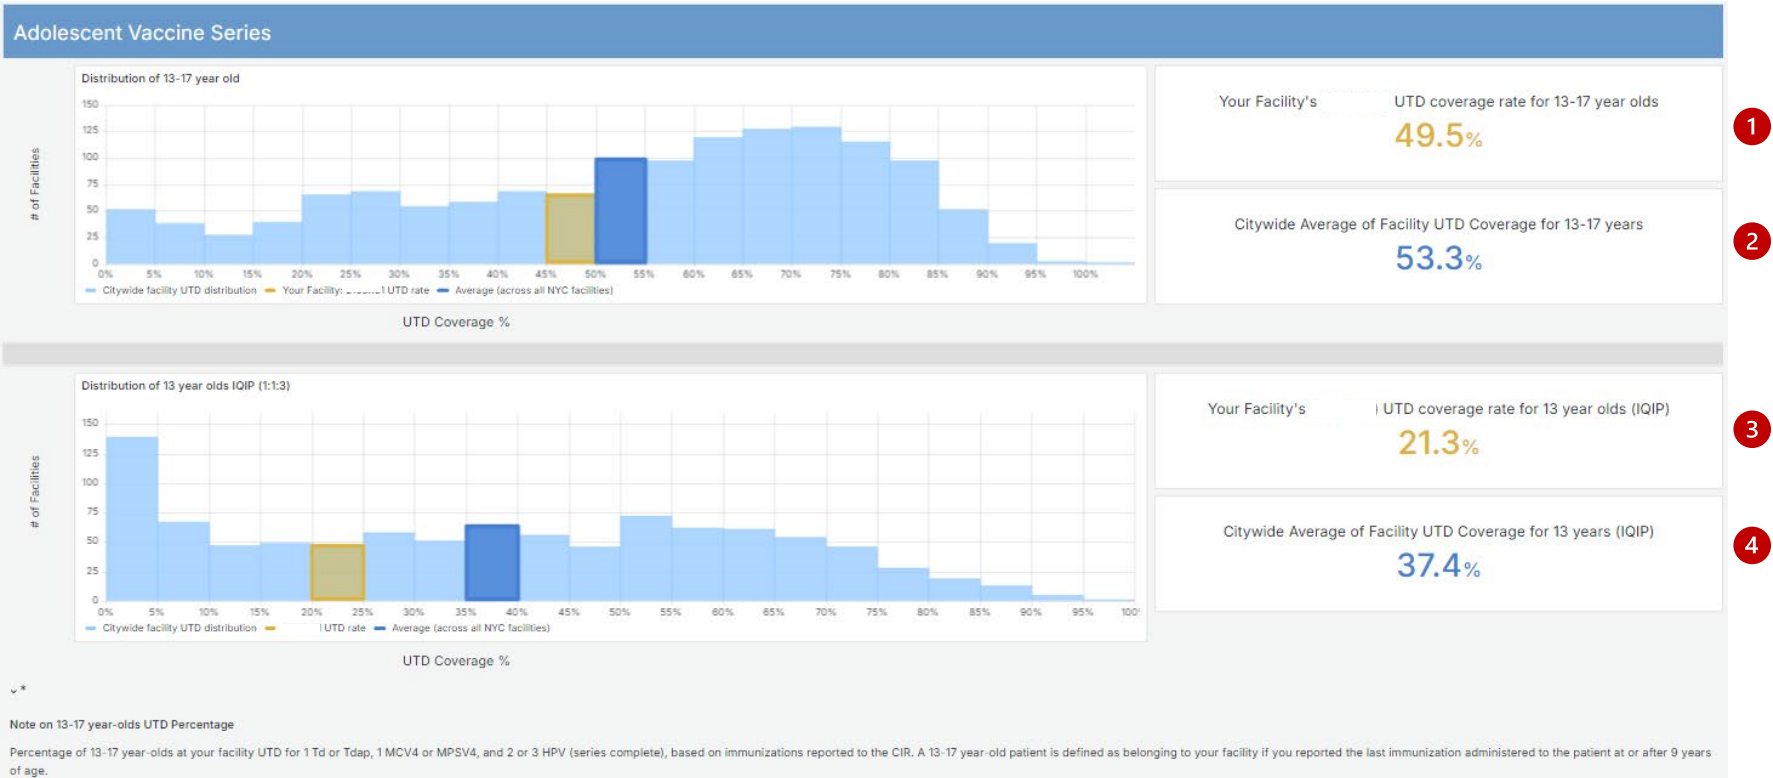 Adolescent Vaccine Series
Distribution of 13-17 year old
# of Facilities
150
125
100
75
50
25
0
0% 5% 10% 15% 20% 25% 30% 35% 40% 45% 50% 55% 60% 65% 70% 75% 80% 85% 90% 95% 100%
Citywide facility UTD distribution Your Facility: UTD rate Average (across all NYC facilities)
UTD Coverage %
Your Facility's UTD coverage rate for 13-17 year olds
49.5%
1
Citywide Average of Facility UTD Coverage for 13-17 years
53.3%
2
Distribution of 13 year olds IQIP (1:1:3)
# of Facilities
150
125
100
75
50
25
0
0% 5% 10% 15% 20% 25% 30% 35% 40% 45% 50% 55% 60% 65% 70% 75% 80% 85% 90% 95% 100
Citywide facility UTD distribution UTD rate Average (across all NYC facilities)
UTD Coverage %
Your Facility's UTD coverage rate for 13 year olds (IQIP)
21.3%
3
Citywide Average of Facility UTD Coverage for 13 years (IQIP)
37.4%
4
*
Note on 13-17 year-olds UTD Percentage
Percentage of 13-17 year-olds at your facility UTD for 1 Td or Tdap, 1 MCV4 or MPSV4, and 2 or 3 HPV (series complete), based on immunizations reported to the CIR. A 13-17 year-old patient is defined as belonging to your facility if you reported the last immunization administered to the patient at or after 9 years
of age.